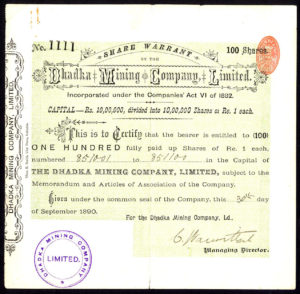 SHARE WARRANT
No. 1111
BY THE
100 Shares.
Dhadka Mining Company, Limited.
Incorporated under the Companies' Act VI of 1882.
CAPITAL— Rs. 10,00,000, divided into 10,00,000 Shares of Re. 1 each.
This is to Certify that the bearer is entitled to (100)
ONE HUNDRED fully paid up Shares of Re. 1 each,
numbered 851001 to 851100 in the Capital of
THE DHADKA MINING COMPANY, LIMITED, subject to the
Memorandum and Articles of Association of the Company.
Given under the common seal of the Company, this 30th day
of September 1890.
For the Dhadka Mining Company, Ld.
Managing Director.
DHADKA MINING COMPANY, LIMITED.
DHADKA MINING COMPANY
LIMITED.